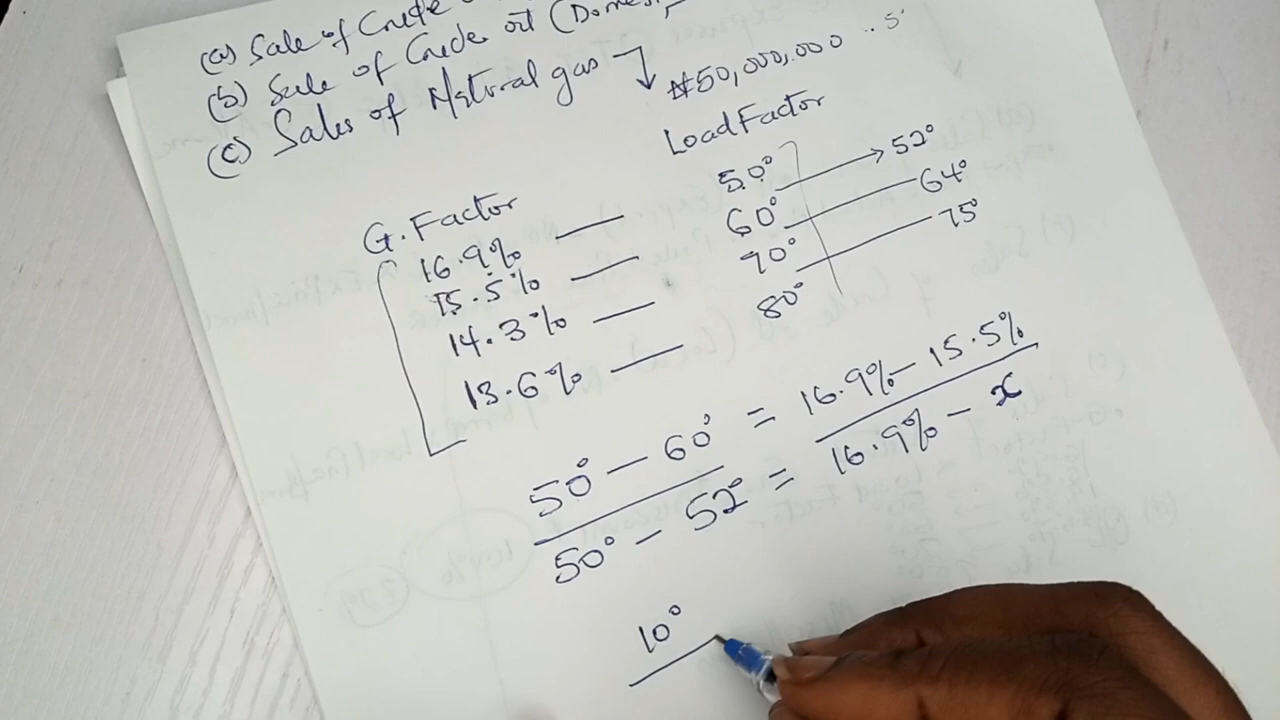 (a) Sale of Crude
(b) Sale of Crude oil (Domes
(c) Sales of Natural gas ₦50,000,000
Load Factor
G. Factor
16.9% 50° 52°
15.5% 60° 64°
14.3% 70° 75°
13.6% 80°
50° - 60° = 16.9% - 15.5%
50° - 52° = 16.9% - x
10°